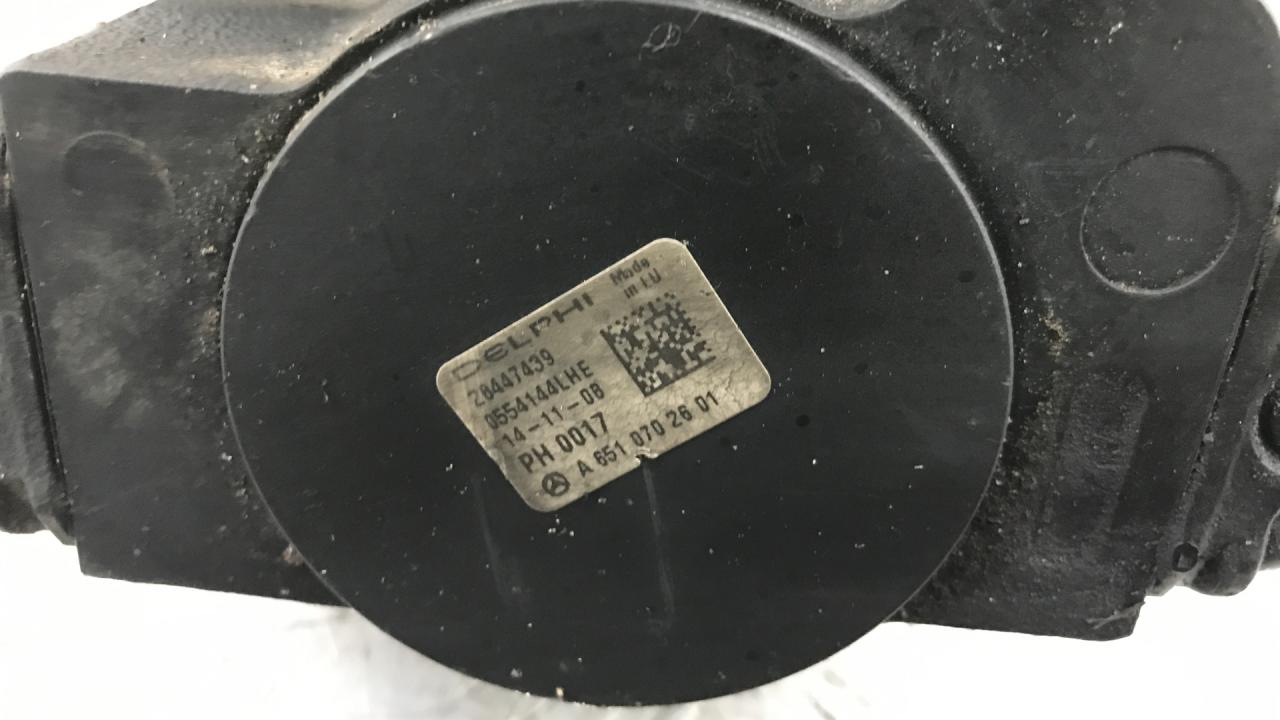 DELPHI
Made
in EU
28447439
0554144LHE
14-11-08
PH 0017
A 651 070 26 01